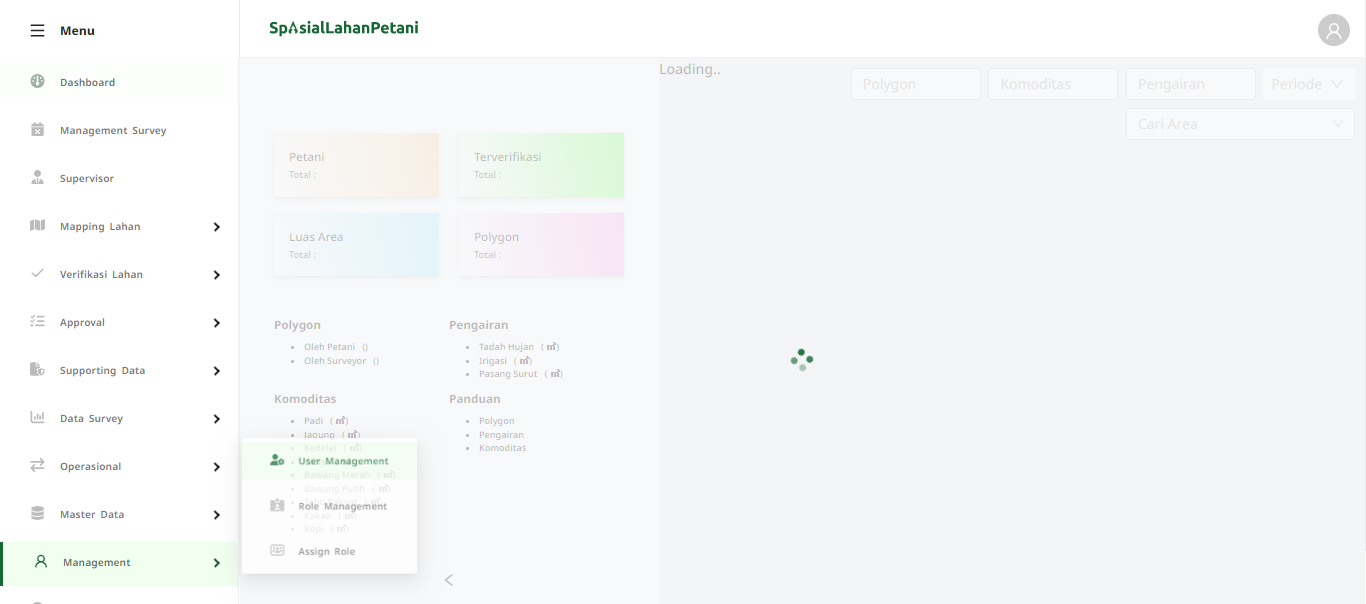 Menu
SpAsialLahanPetani
Dashboard
Management Survey
Supervisor
Mapping Lahan
Verifikasi Lahan
Approval
Supporting Data
Data Survey
Operasional
Master Data
Management
Loading..
Polygon
Komoditas
Pengairan
Periode
Cari Area
Petani
Total :
Terverifikasi
Total :
Luas Area
Total :
Polygon
Total :
Polygon
Oleh Petani ()
Oleh Surveyor ()
Pengairan
Tadah Hujan ( ㎡)
Irigasi ( ㎡)
Pasang Surut ( ㎡)
Komoditas
Padi ( ㎡)
Jagung ( ㎡)
Kedelai ( ㎡)
Bawang Merah ( ㎡)
Bawang Putih ( ㎡)
Kakao ( ㎡)
Kopi ( ㎡)
Panduan
Polygon
Pengairan
Komoditas
User Management
Role Management
Assign Role